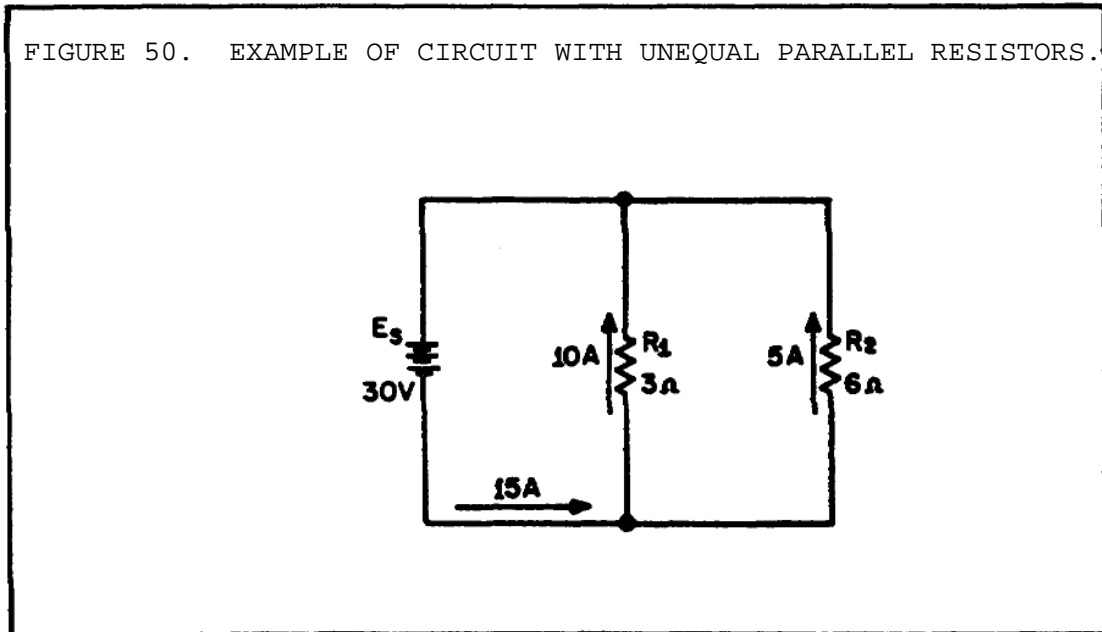 FIGURE 50.  EXAMPLE OF CIRCUIT WITH UNEQUAL PARALLEL RESISTORS.
Es
30V
10A
R1
3Ω
5A
R2
6Ω
15A